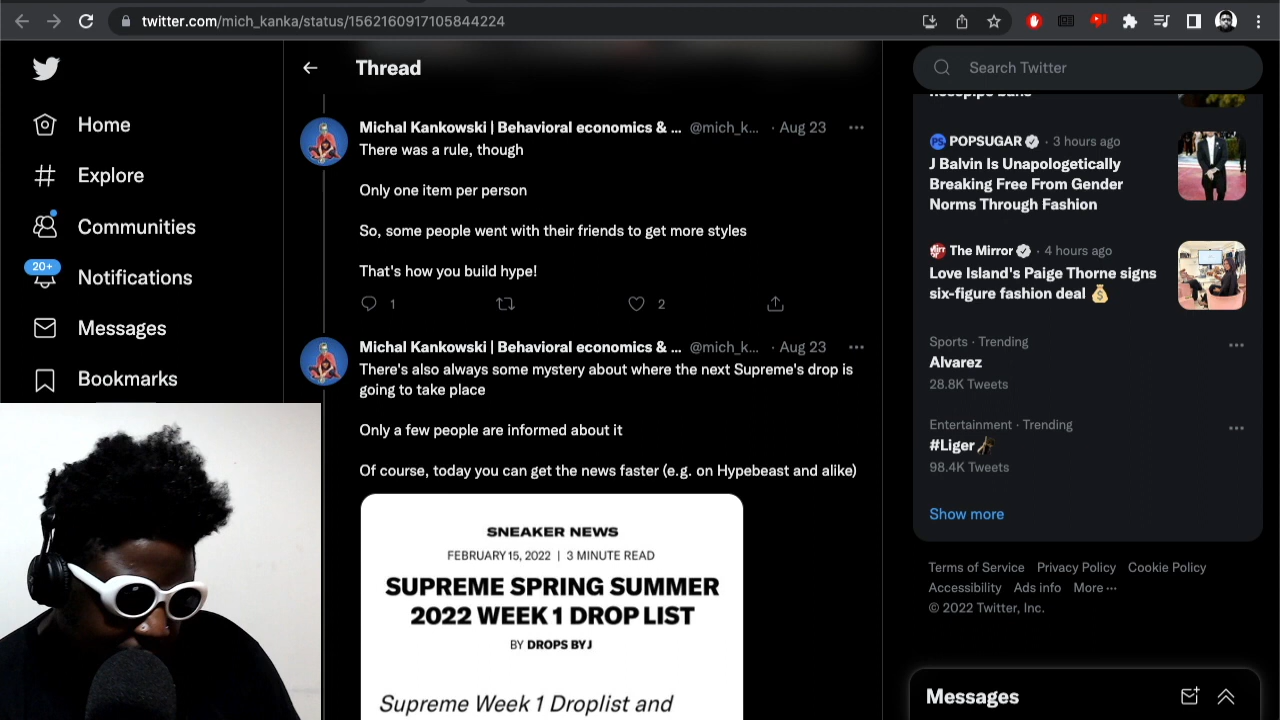 twitter.com/mich_kanka/status/1562160917105844224
Thread
Search Twitter
Home
Explore
Communities
20+
Notifications
Messages
Bookmarks
Michal Kankowski | Behavioral economics & ... @mich_k... · Aug 23
There was a rule, though
Only one item per person
So, some people went with their friends to get more styles
That's how you build hype!
1
2
Michal Kankowski | Behavioral economics & ... @mich_k... · Aug 23
There's also always some mystery about where the next Supreme's drop is
going to take place
Only a few people are informed about it
Of course, today you can get the news faster (e.g. on Hypebeast and alike)
SNEAKER NEWS
FEBRUARY 15, 2022 | 3 MINUTE READ
SUPREME SPRING SUMMER
2022 WEEK 1 DROP LIST
BY DROPS BY J
Supreme Week 1 Droplist and
PS POPSUGAR · 3 hours ago
J Balvin Is Unapologetically
Breaking Free From Gender
Norms Through Fashion
The Mirror · 4 hours ago
Love Island's Paige Thorne signs
six-figure fashion deal 💰
Sports · Trending
Alvarez
28.8K Tweets
Entertainment · Trending
#Liger
98.4K Tweets
Show more
Terms of Service Privacy Policy Cookie Policy
Accessibility Ads info More ···
© 2022 Twitter, Inc.
Messages